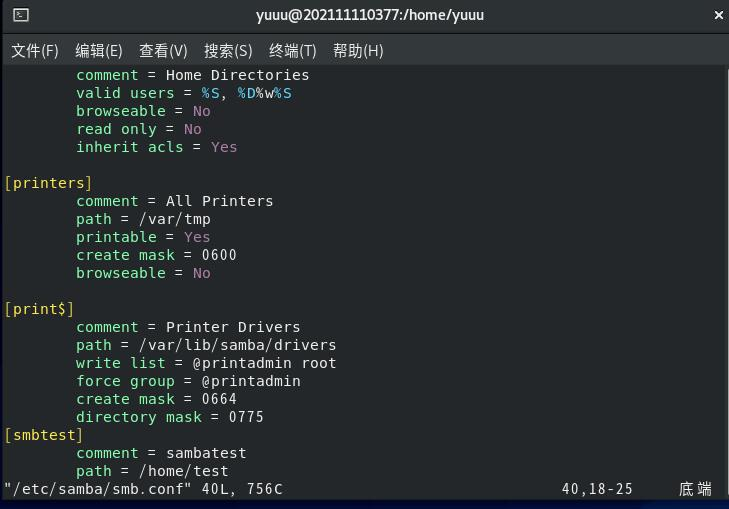 yuuu@202111110377:/home/yuuu
×
文件(F) 编辑(E) 查看(V) 搜索(S) 终端(T) 帮助(H)
comment = Home Directories
valid users = %S, %D%w%S
browseable = No
read only = No
inherit acls = Yes
[printers]
comment = All Printers
path = /var/tmp
printable = Yes
create mask = 0600
browseable = No
[print$]
comment = Printer Drivers
path = /var/lib/samba/drivers
write list = @printadmin root
force group = @printadmin
create mask = 0664
directory mask = 0775
[smbtest]
comment = sambatest
path = /home/test
"/etc/samba/smb.conf" 40L, 756C 40,18-25 底端